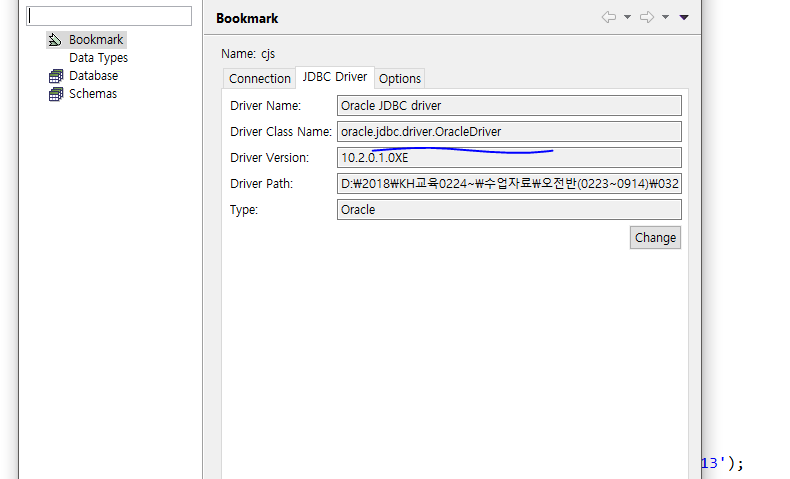 Bookmark
Data Types
Database
Schemas
Bookmark
Name: cjs
Connection
JDBC Driver
Options
Driver Name: Oracle JDBC driver
Driver Class Name: oracle.jdbc.driver.OracleDriver
Driver Version: 10.2.0.1.0XE
Driver Path: D:₩2018₩KH교육0224~₩수업자료₩오전반(0223~0914)₩032
Type: Oracle
Change
13');